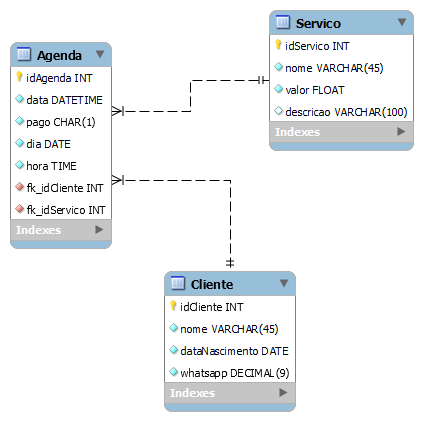 Agenda
idAgenda INT
data DATETIME
pago CHAR(1)
dia DATE
hora TIME
fk_idCliente INT
fk_idServico INT
Indexes
Servico
idServico INT
nome VARCHAR(45)
valor FLOAT
descricao VARCHAR(100)
Indexes
Cliente
idCliente INT
nome VARCHAR(45)
dataNascimento DATE
whatsapp DECIMAL(9)
Indexes